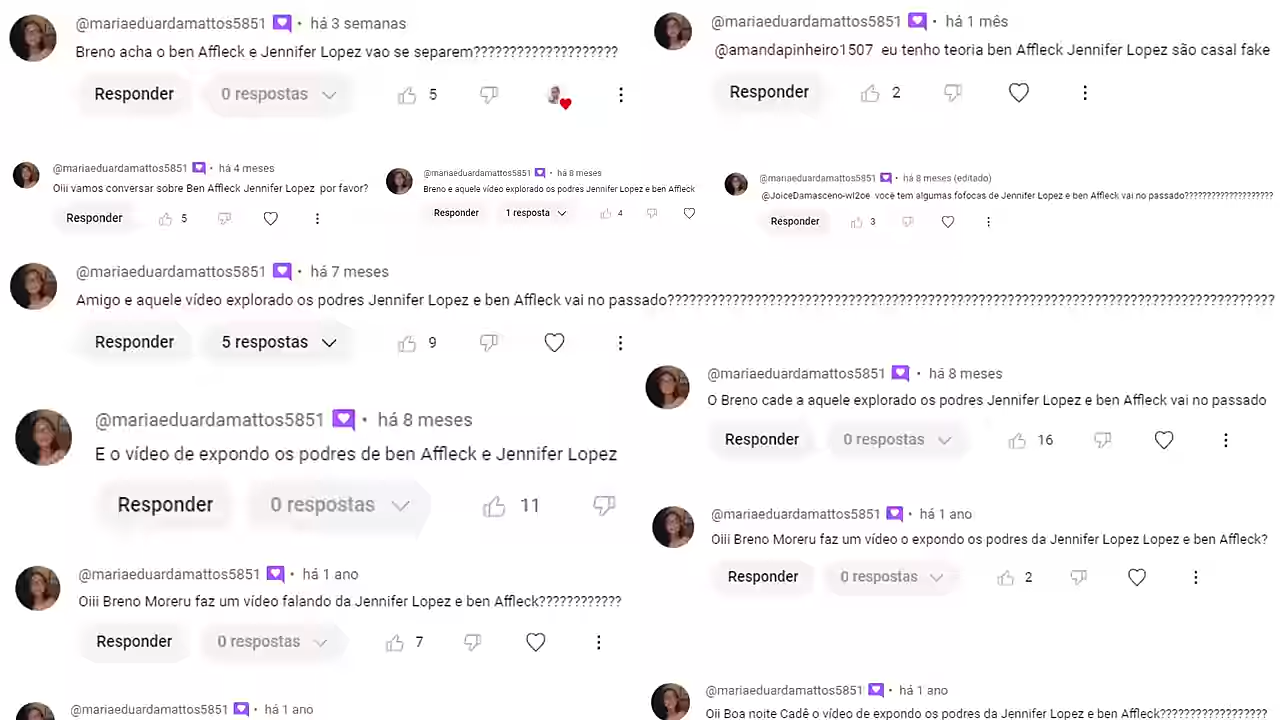 @mariaeduardamattos5851 • há 3 semanas
Breno acha o ben Affleck e Jennifer Lopez vao se separem????????????????????
Responder 0 respostas 5
@mariaeduardamattos5851 • há 1 mês
@amandapinheiro1507 eu tenho teoria ben Affleck Jennifer Lopez são casal fake
Responder 2
@mariaeduardamattos5851 • há 4 meses
Oiii vamos conversar sobre Ben Affleck Jennifer Lopez por favor?
Responder 5
@mariaeduardamattos5851 • há 8 meses
Breno e aquele vídeo explorado os podres Jennifer Lopez e ben Affleck
Responder 1 resposta 4
@mariaeduardamattos5851 • há 8 meses (editado)
@JoiceDamasceno-wl2oe você tem algumas fofocas de Jennifer Lopez e ben Affleck vai no passado????????????????????
Responder 3
@mariaeduardamattos5851 • há 7 meses
Amigo e aquele vídeo explorado os podres Jennifer Lopez e ben Affleck vai no passado????????????????????????????????????????????????????????????????????????????????????
Responder 5 respostas 9
@mariaeduardamattos5851 • há 8 meses
O Breno cade a aquele explorado os podres Jennifer Lopez e ben Affleck vai no passado
Responder 0 respostas 16
@mariaeduardamattos5851 • há 8 meses
E o vídeo de expondo os podres de ben Affleck e Jennifer Lopez
Responder 0 respostas 11
@mariaeduardamattos5851 • há 1 ano
Oiii Breno Moreru faz um vídeo o expondo os podres da Jennifer Lopez Lopez e ben Affleck?
Responder 0 respostas 2
@mariaeduardamattos5851 • há 1 ano
Oiii Breno Moreru faz um vídeo falando da Jennifer Lopez e ben Affleck????????????
Responder 0 respostas 7
@mariaeduardamattos5851 • há 1 ano
@mariaeduardamattos5851 • há 1 ano
Oii Boa noite Cadê o vídeo de expondo os podres da Jennifer Lopez e ben Affleck??????????????????